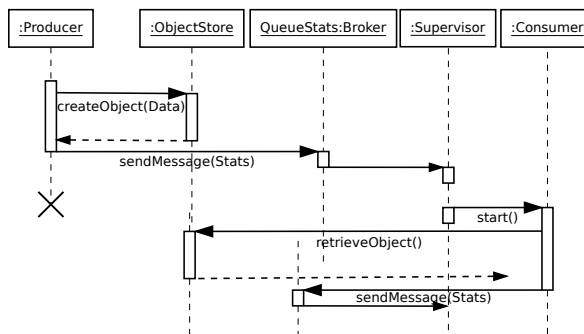 :Producer
:ObjectStore
QueueStats:Broker
:Supervisor
:Consumer
createObject(Data)
sendMessage(Stats)
start()
retrieveObject()
sendMessage(Stats)